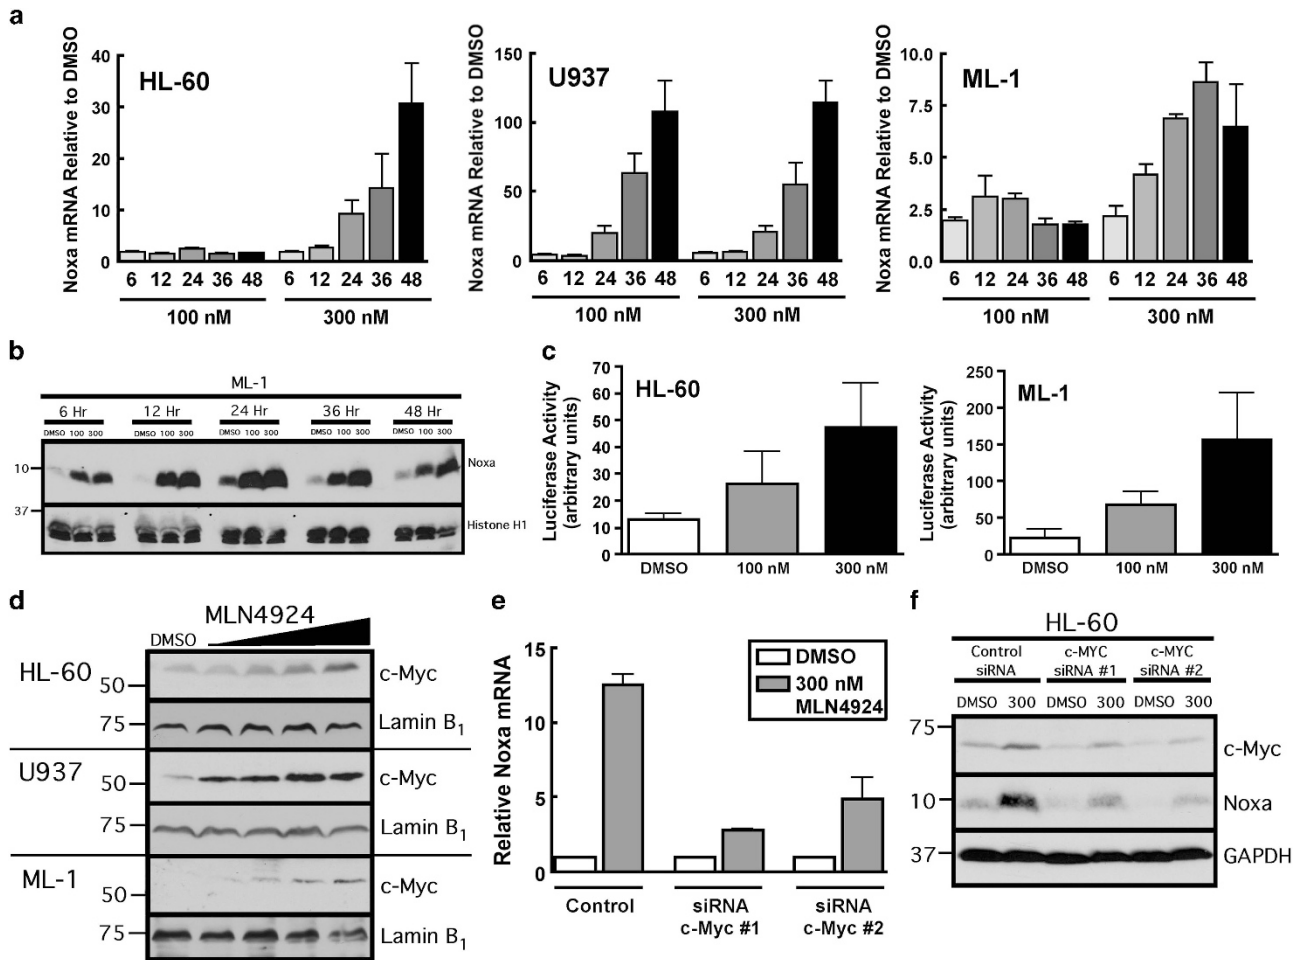 a
Noxa mRNA Relative to DMSO
HL-60
40
30
20
10
0
6 12 24 36 48 6 12 24 36 48
100 nM 300 nM
Noxa mRNA Relative to DMSO
U937
150
100
50
0
6 12 24 36 48 6 12 24 36 48
100 nM 300 nM
Noxa mRNA Relative to DMSO
ML-1
10.0
7.5
5.0
2.5
0.0
6 12 24 36 48 6 12 24 36 48
100 nM 300 nM
b
ML-1
6 Hr 12 Hr 24 Hr 36 Hr 48 Hr
DMSO 100 300 DMSO 100 300 DMSO 100 300 DMSO 100 300 DMSO 100 300
10
Noxa
37
Histone H1
c
Luciferase Activity
(arbitrary units)
HL-60
70
60
50
40
30
20
10
0
DMSO 100 nM 300 nM
Luciferase Activity
(arbitrary units)
ML-1
250
200
150
100
50
0
DMSO 100 nM 300 nM
d
MLN4924
DMSO
HL-60
50
c-Myc
75
Lamin B1
U937
50
c-Myc
75
Lamin B1
ML-1
50
c-Myc
75
Lamin B1
e
Relative Noxa mRNA
15
10
5
0
DMSO
300 nM
MLN4924
Control
siRNA
c-Myc #1
siRNA
c-Myc #2
f
HL-60
Control
siRNA
c-MYC
siRNA #1
c-MYC
siRNA #2
DMSO 300 DMSO 300 DMSO 300
75
c-Myc
10
Noxa
37
GAPDH